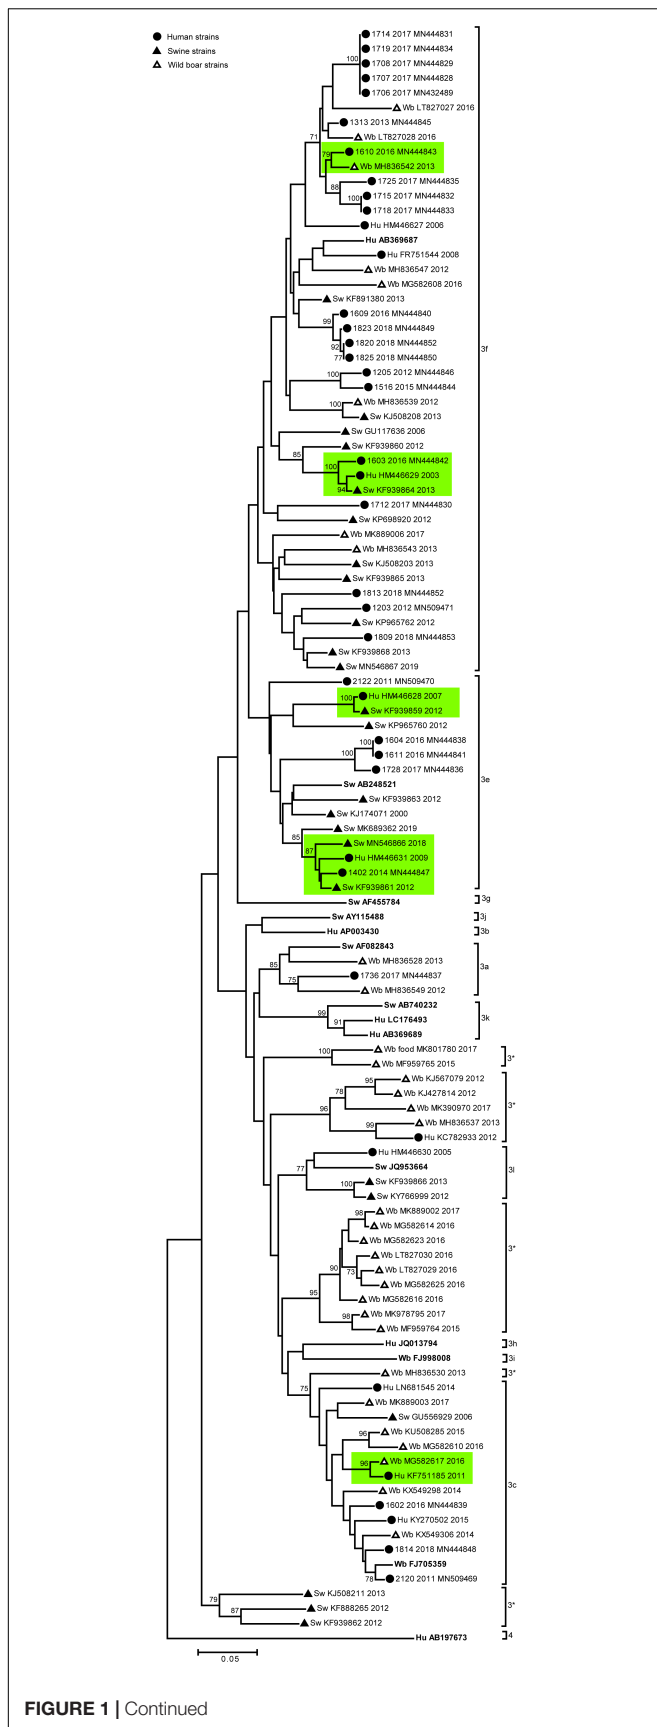 Human strains
Swine strains
Wild boar strains
1714 2017 MN444831
1719 2017 MN444834
100
1708 2017 MN444829
1707 2017 MN444828
1706 2017 MN432489
Wb LT827027 2016
1313 2013 MN444845
71
Wb LT827028 2016
1610 2016 MN444843
79
Wb MH836542 2013
1725 2017 MN444835
88
1715 2017 MN444832
100
1718 2017 MN444833
Hu HM446627 2006
Hu AB369687
Hu FR751544 2008
Wb MH836547 2012
Wb MG582608 2016
Sw KF891380 2013
1609 2016 MN444840
99
1823 2018 MN444849
3f
1820 2018 MN444852
92
1825 2018 MN444850
77
1205 2012 MN444846
100
1516 2015 MN444844
Wb MH836539 2012
100
Sw KJ508208 2013
Sw GU117636 2006
Sw KF939860 2012
85
1603 2016 MN444842
100
Hu HM446629 2003
94
Sw KF939864 2013
1712 2017 MN444830
Sw KP698920 2012
Wb MK889006 2017
Wb MH836543 2013
Sw KJ508203 2013
Sw KF939865 2013
1813 2018 MN444852
1203 2012 MN509471
Sw KP965762 2012
1809 2018 MN444853
Sw KF939868 2013
Sw MN546867 2019
2122 2011 MN509470
Hu HM446628 2007
100
Sw KF939859 2012
Sw KP965760 2012
1604 2016 MN444838
100
1611 2016 MN444841
100
1728 2017 MN444836
3e
Sw AB248521
Sw KF939863 2012
Sw KJ174071 2000
Sw MK689362 2019
85
Sw MN546866 2018
87
Hu HM446631 2009
1402 2014 MN444847
Sw KF939861 2012
Sw AF455784
3g
Sw AY115488
3j
Hu AP003430
3b
Sw AF082843
Wb MH836528 2013
85
3a
1736 2017 MN444837
75
Wb MH836549 2012
Sw AB740232
99
Hu LC176493
3k
91
Hu AB369689
Wb food MK801780 2017
100
3*
Wb MF959765 2015
Wb KJ567079 2012
95
Wb KJ427814 2012
78
Wb MK390970 2017
3*
96
Wb MH836537 2013
99
Hu KC782933 2012
Hu HM446630 2005
Sw JQ953664
77
3l
Sw KF939866 2013
100
Sw KY766999 2012
Wb MK889002 2017
98
Wb MG582614 2016
Wb MG582623 2016
3*
Wb LT827030 2016
90
Wb LT827029 2016
73
Wb MG582625 2016
95
Wb MG582616 2016
Wb MK978795 2017
98
Wb MF959764 2015
Hu JQ013794
3h
Wb FJ998008
3i
Wb MH836530 2013
3*
75
Hu LN681545 2014
Wb MK889003 2017
Sw GU556929 2006
Wb KU508285 2015
96
Wb MG582610 2016
Wb MG582617 2016
96
Hu KF751185 2011
3c
Wb KX549298 2014
1602 2016 MN444839
Hu KY270502 2015
Wb KX549306 2014
1814 2018 MN444848
Wb FJ705359
78
2120 2011 MN509469
Sw KJ508211 2013
79
Sw KF888265 2012
3*
87
Sw KF939862 2012
Hu AB197673
4
0.05
FIGURE 1 | Continued